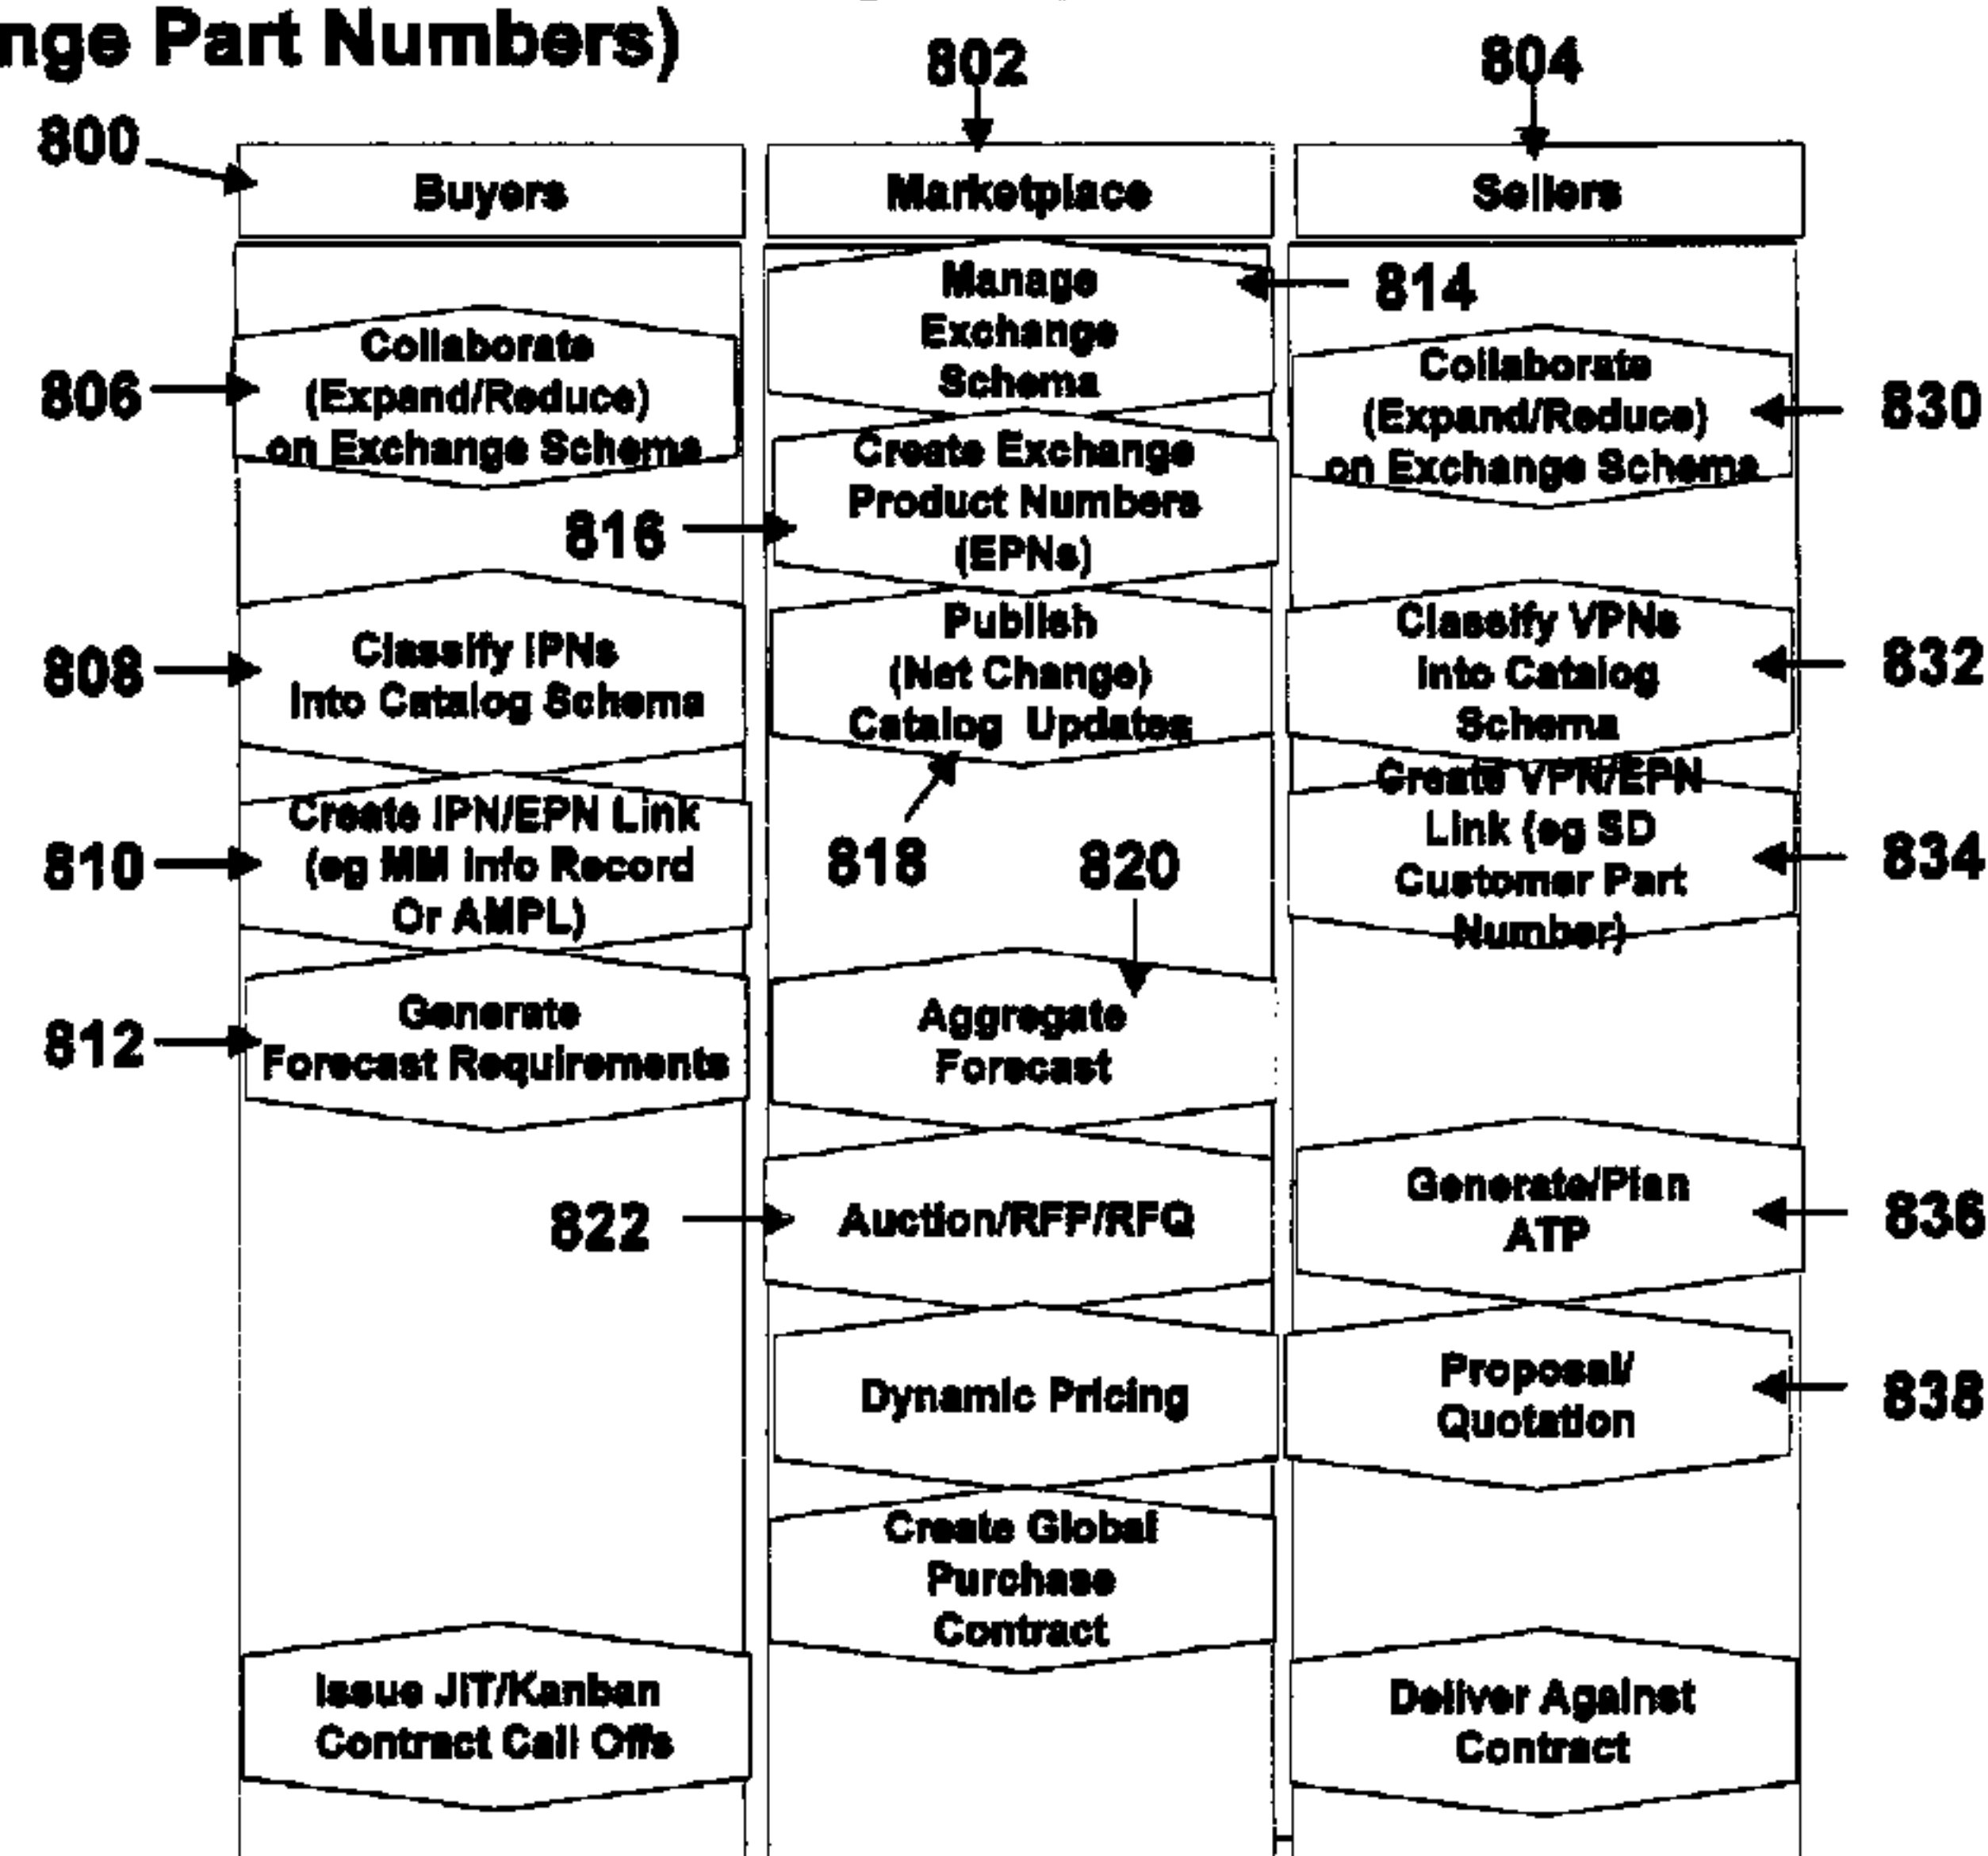 nge Part Numbers)
802
804
800
Buyers
Marketplace
Sellers
Manage
Exchange
Schema
814
Collaborate
(Expand/Reduce)
on Exchange Schema
806
Collaborate
(Expand/Reduce)
on Exchange Schema
830
Create Exchange
Product Numbers
(EPNs)
816
Classify IPNs
Into Catalog Schema
808
Publish
(Net Change)
Catalog Updates
818
Classify VPNs
into Catalog
Schema
832
Create IPN/EPN Link
(eg MM info Record
Or AMPL)
810
Create VPN/EPN
Link (eg SD
Customer Part
Number)
834
820
Generate
Forecast Requirements
812
Aggregate
Forecast
822
Auction/RFP/RFQ
Generate/Plan
ATP
836
Dynamic Pricing
Proposal/
Quotation
838
Create Global
Purchase
Contract
Issue JIT/Kanban
Contract Call Offs
Deliver Against
Contract